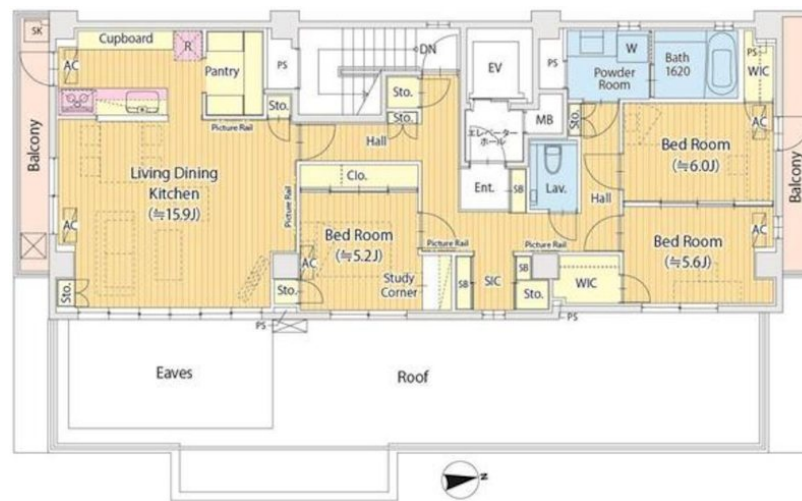 SK
Cupboard
R
AC
Pantry
PS
DN
EV
PS
W
Powder
Room
Bath
1620
PS
WIC
Sto.
Sto.
Sto.
MB
Sto.
AC
Balcony
Picture Rail
Hall
エレベーター
ホール
Living Dining
Kitchen
(≒15.9J)
Picture Rail
Clo.
Ent.
SB
Lav.
Hall
Bed Room
(≒6.0J)
Balcony
AC
Bed Room
(≒5.2J)
AC
Picture Rail
Picture Rail
Bed Room
(≒5.6J)
AC
Study
Corner
SB
SIC
SB
Sto.
WIC
Sto.
Sto.
PS
PS
Eaves
Roof
N